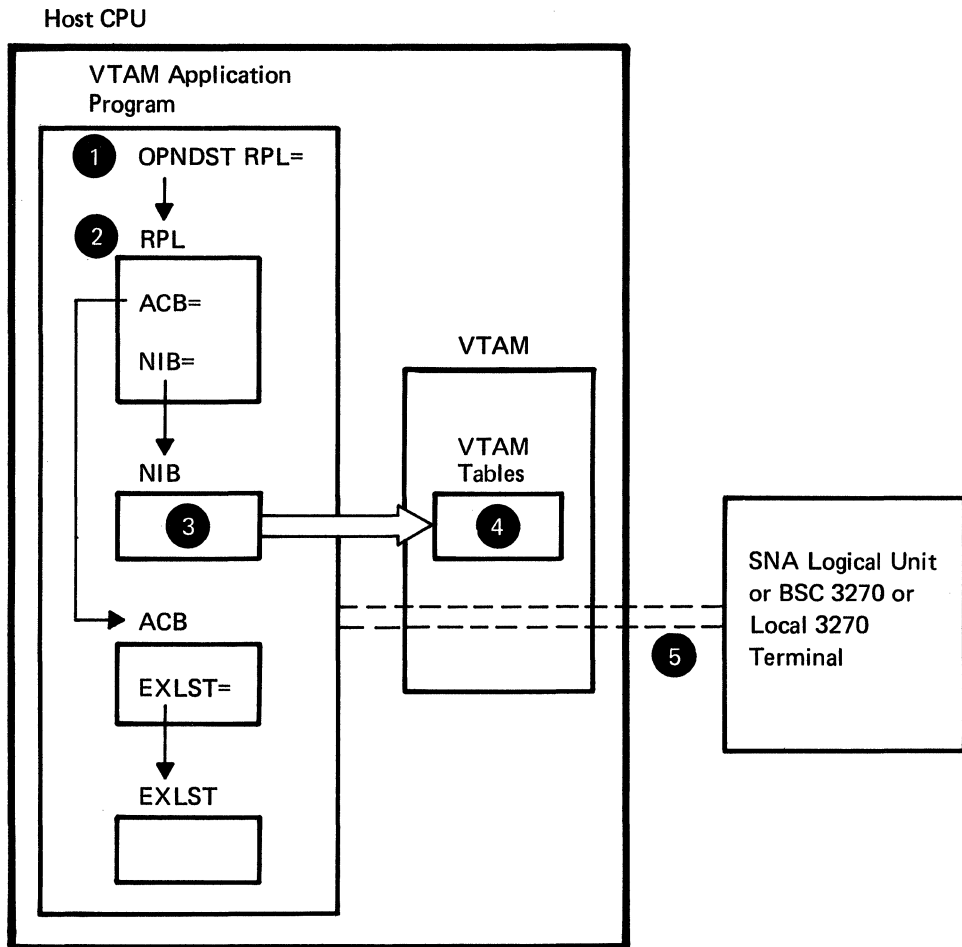 Host CPU
VTAM Application
Program
1 OPNDST RPL=
2 RPL
ACB=
NIB=
NIB
3
ACB
EXLST=
EXLST
VTAM
VTAM
Tables
4
5
SNA Logical Unit
or BSC 3270 or
Local 3270
Terminal